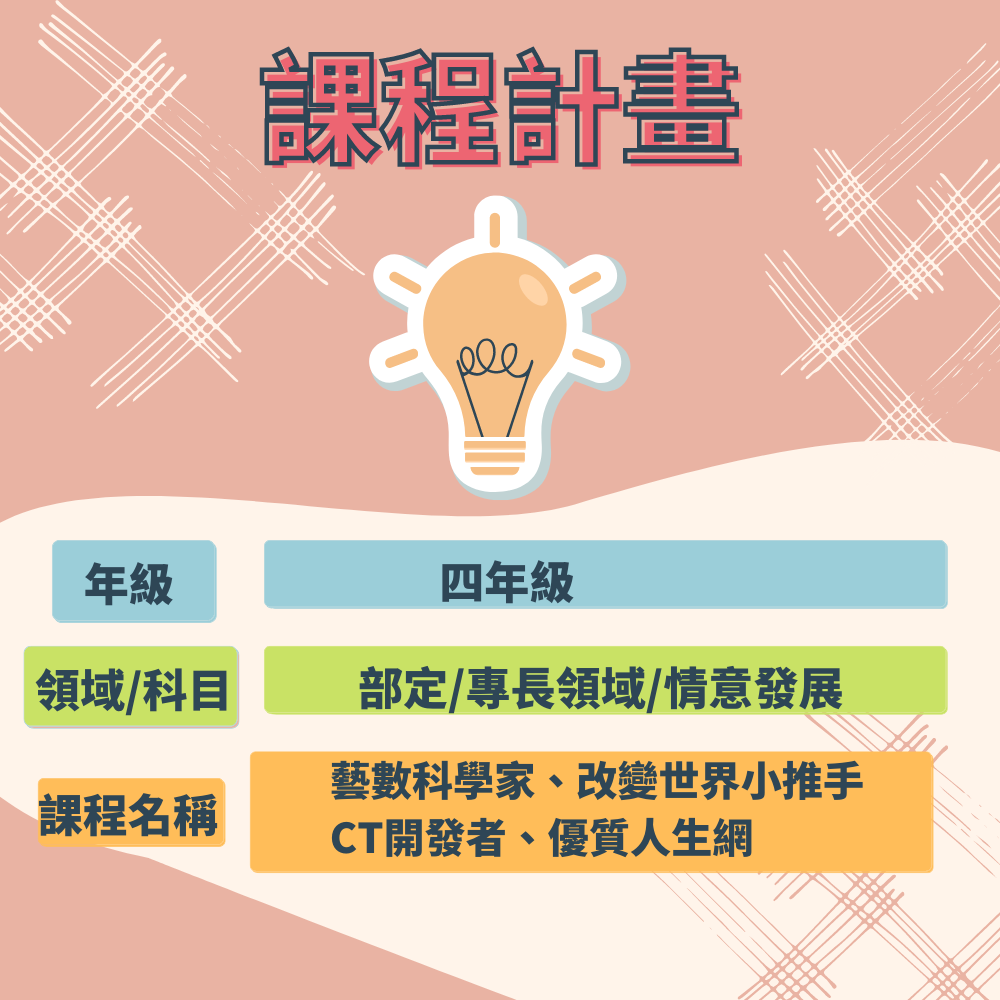 課程計畫
年級
四年級
領域/科目
部定/專長領域/情意發展
課程名稱
藝數科學家、改變世界小推手
CT開發者、優質人生網